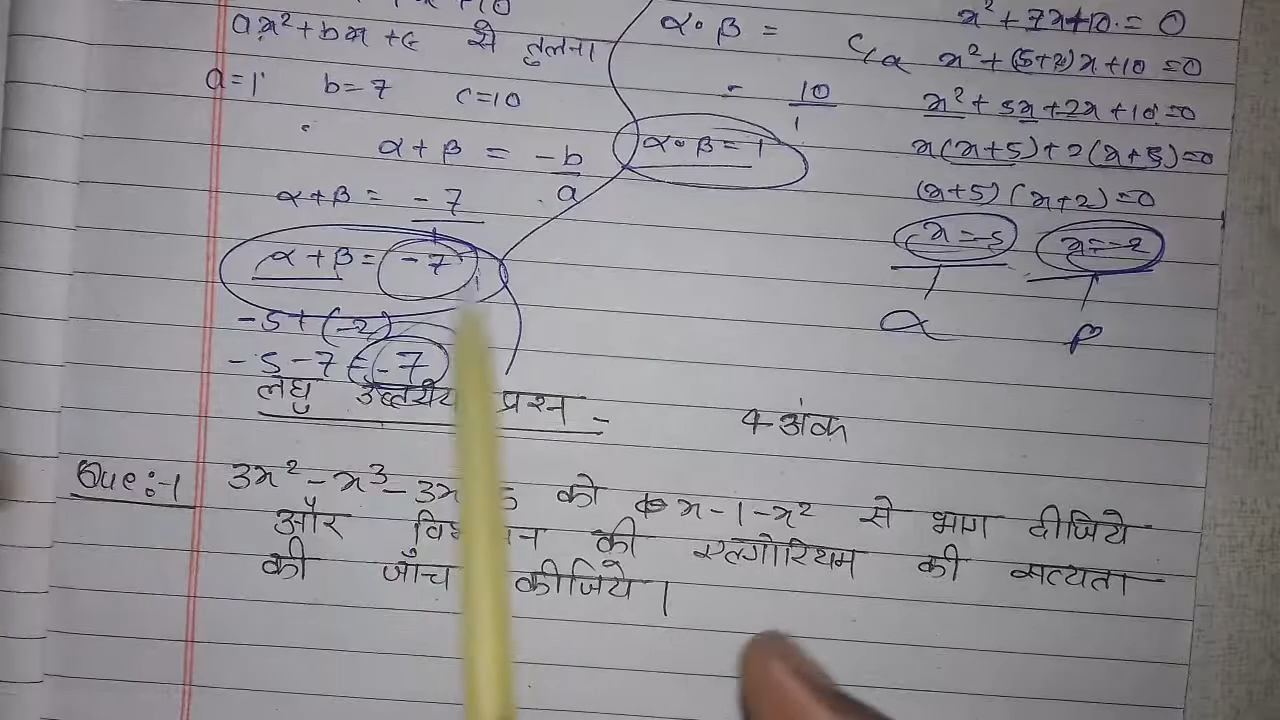 ax²+bx+c से तुलना
a=1 b=7 c=10
α+β = -b/a
α+β = -7
α+β = -7
-5+(-2)
-5-7 = -7
α·β = c/a
= 10/1
α·β = 1
x²+7x+10=0
x²+(5+2)x+10=0
x²+5x+2x+10=0
x(x+5)+2(x+5)=0
(x+5)(x+2)=0
x=-5 x=-2
α β
लघु उत्तरीय प्रश्न - 4-अंक
Que:-1 3x²-x³-3x 5 को x-1-x² से भाग दीजिये
और की एल्गोरिथम की सत्यता
की जाँच कीजिये।